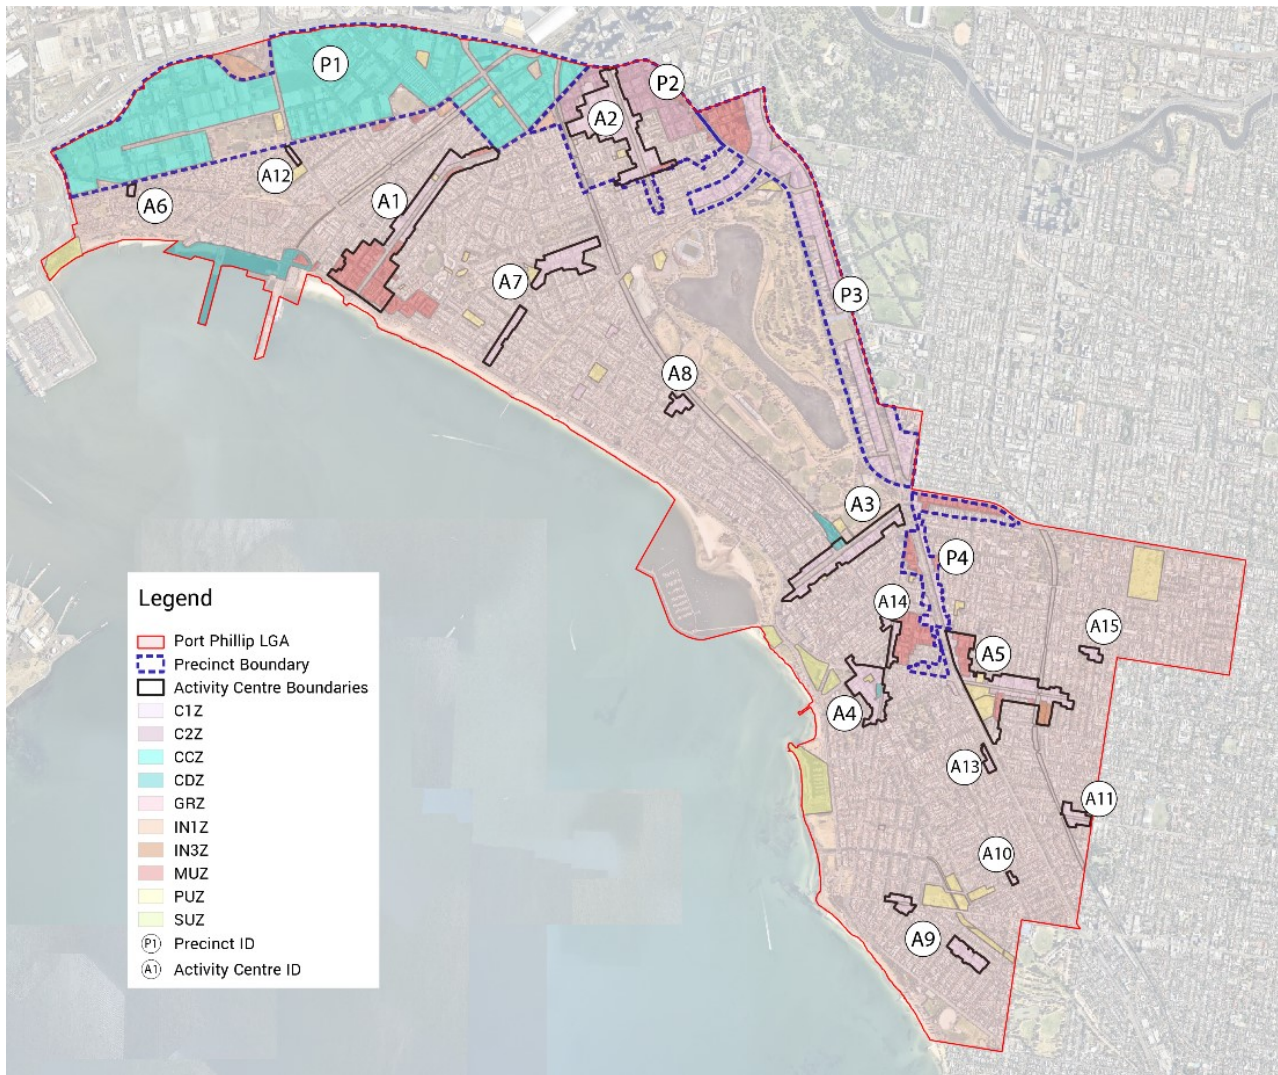 P1
P2
A2
A12
A6
A1
A7
P3
A8
A3
P4
A14
A15
A5
A4
A13
A11
A10
A9
Legend
Port Phillip LGA
Precinct Boundary
Activity Centre Boundaries
C1Z
C2Z
CCZ
CDZ
GRZ
IN1Z
IN3Z
MUZ
PUZ
SUZ
P1 Precinct ID
A1 Activity Centre ID